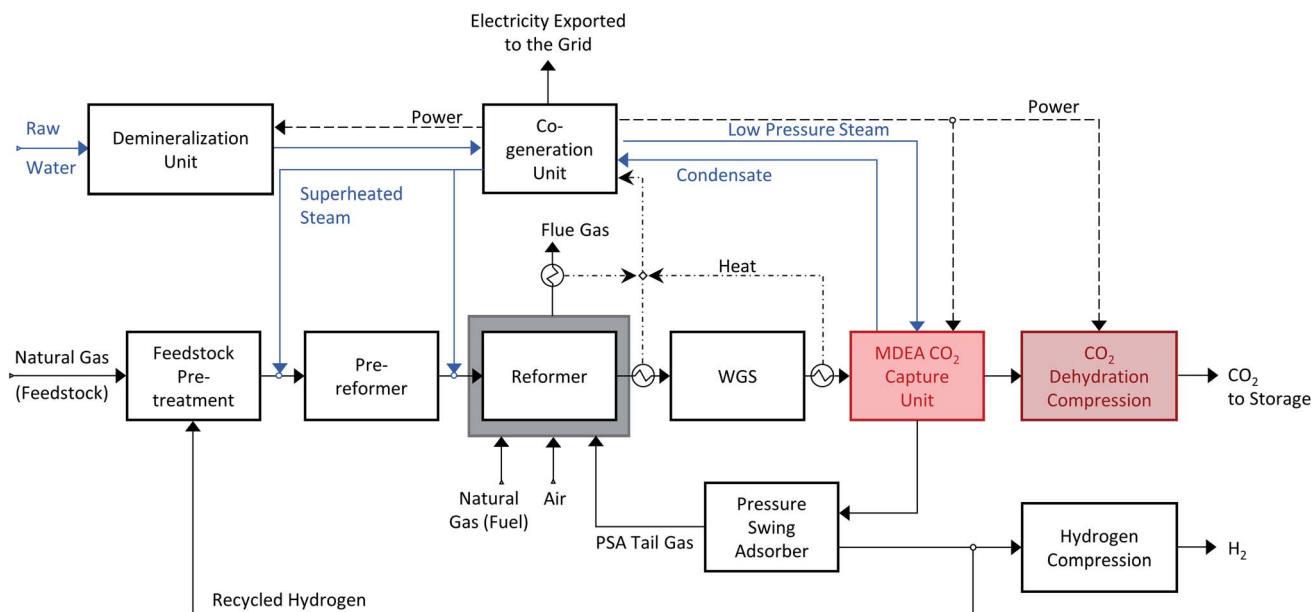 Electricity Exported
to the Grid
Raw
Water
Demineralization
Unit
Power
Co-
generation
Unit
Power
Low Pressure Steam
Condensate
Superheated
Steam
Flue Gas
Heat
Natural Gas
(Feedstock)
Feedstock
Pre-
treatment
Pre-
reformer
Reformer
WGS
MDEA CO₂
Capture
Unit
CO₂
Dehydration
Compression
CO₂
to Storage
Natural
Gas (Fuel)
Air
PSA Tail Gas
Pressure
Swing
Adsorber
Hydrogen
Compression
H₂
Recycled Hydrogen